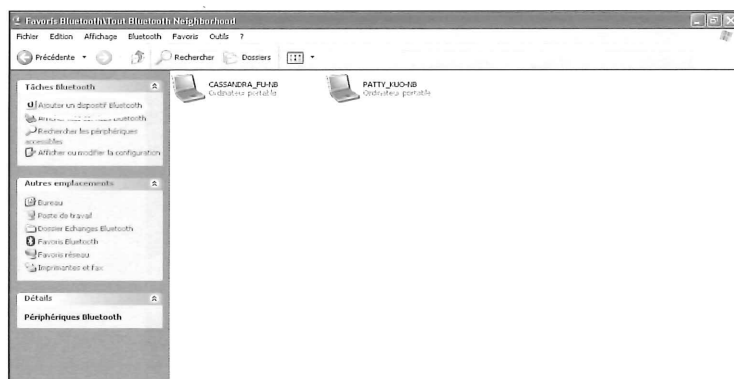 Favoris Bluetooth\Tout Bluetooth Neighborhood
Fichier Edition Affichage Bluetooth Favoris Outils ?
Précédente Rechercher Dossiers
Tâches Bluetooth
Ajouter un dispositif Bluetooth
Bluetooth
Rechercher les périphériques
accessibles
Afficher ou modifier la configuration
Autres emplacements
Bureau
Poste de travail
Dossier Echanges Bluetooth
Favoris Bluetooth
Favoris réseau
Imprimantes et Fax
Détails
Périphériques Bluetooth
CASSANDRA_FU-NB
Ordinateur portable
PATTY_KUO-NB
Ordinateur portable